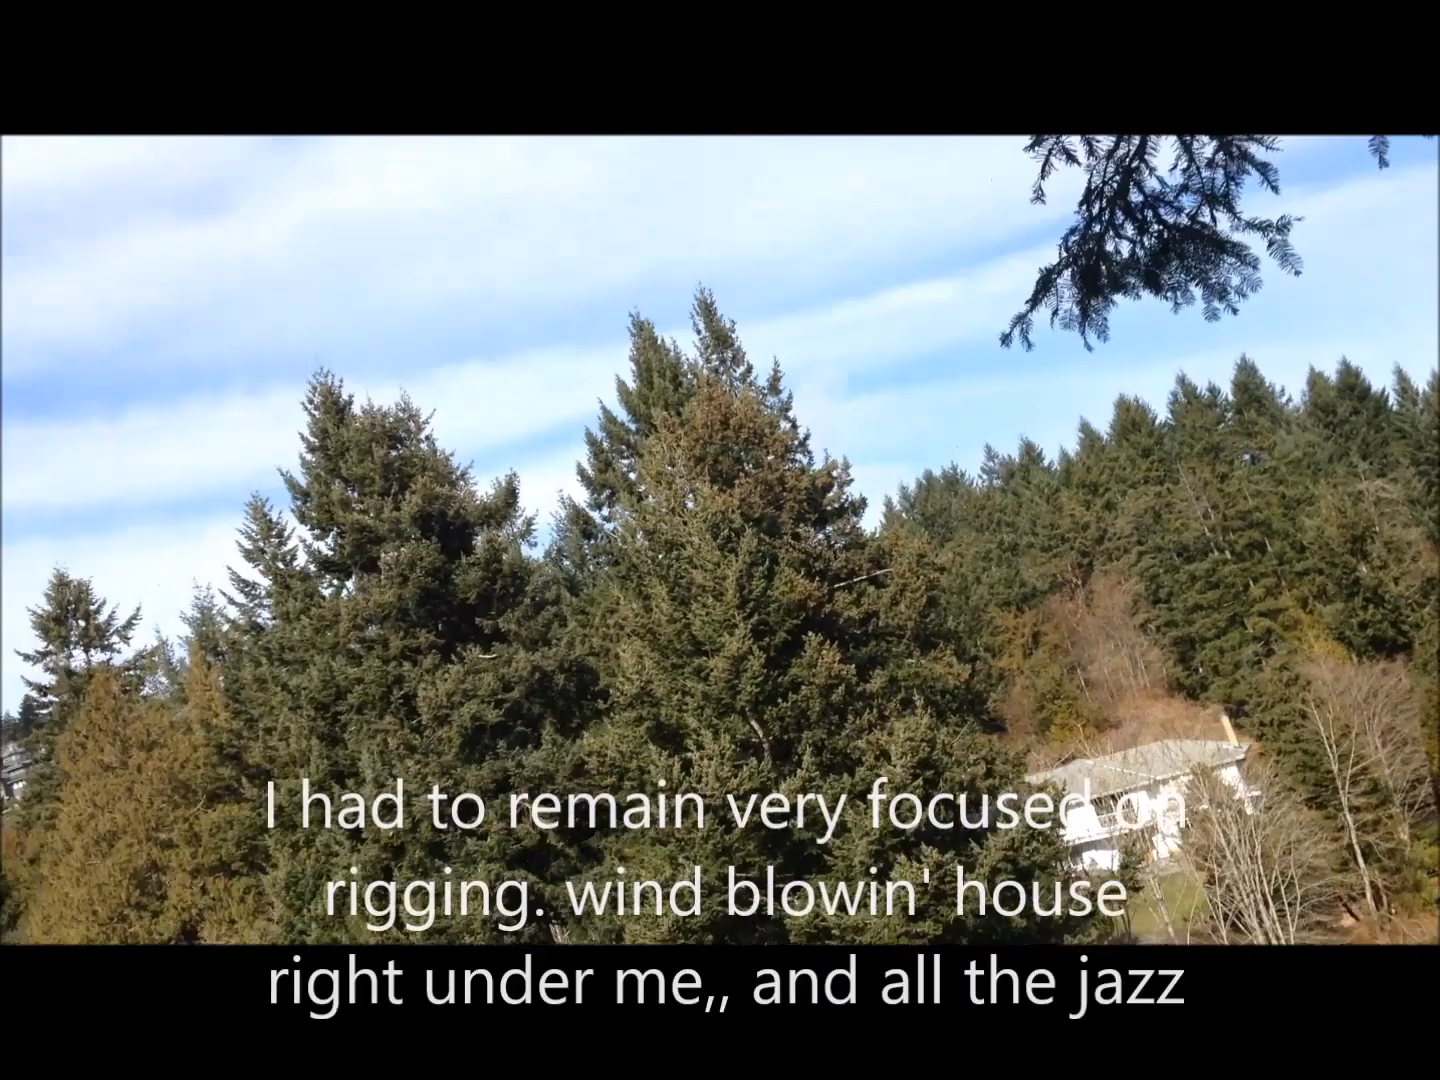 I had to remain very focused on
rigging. wind blowin' house
right under me,, and all the jazz